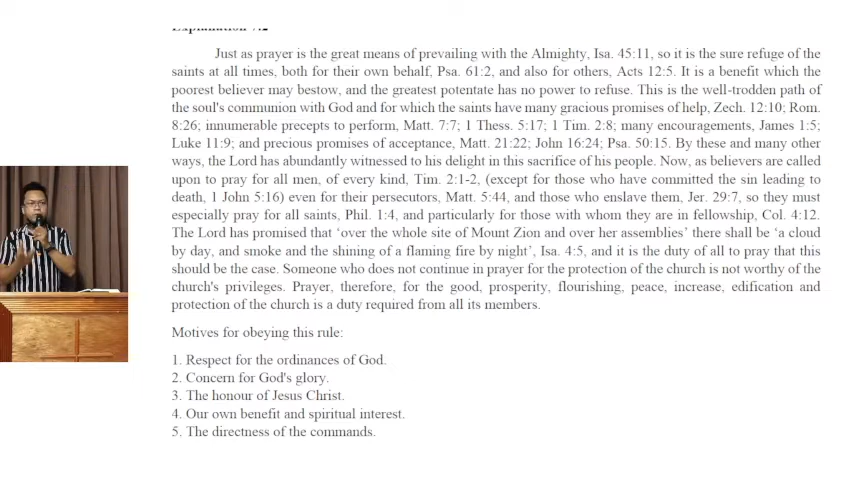 Explanation 7.2
Just as prayer is the great means of prevailing with the Almighty, Isa. 45:11, so it is the sure refuge of the
saints at all times, both for their own behalf, Psa. 61:2, and also for others, Acts 12:5. It is a benefit which the
poorest believer may bestow, and the greatest potentate has no power to refuse. This is the well-trodden path of
the soul's communion with God and for which the saints have many gracious promises of help, Zech. 12:10; Rom.
8:26; innumerable precepts to perform, Matt. 7:7; 1 Thess. 5:17; 1 Tim. 2:8; many encouragements, James 1:5;
Luke 11:9; and precious promises of acceptance, Matt. 21:22; John 16:24; Psa. 50:15. By these and many other
ways, the Lord has abundantly witnessed to his delight in this sacrifice of his people. Now, as believers are called
upon to pray for all men, of every kind, Tim. 2:1-2, (except for those who have committed the sin leading to
death, 1 John 5:16) even for their persecutors, Matt. 5:44, and those who enslave them, Jer. 29:7, so they must
especially pray for all saints, Phil. 1:4, and particularly for those with whom they are in fellowship, Col. 4:12.
The Lord has promised that ‘over the whole site of Mount Zion and over her assemblies’ there shall be ‘a cloud
by day, and smoke and the shining of a flaming fire by night’, Isa. 4:5, and it is the duty of all to pray that this
should be the case. Someone who does not continue in prayer for the protection of the church is not worthy of the
church's privileges. Prayer, therefore, for the good, prosperity, flourishing, peace, increase, edification and
protection of the church is a duty required from all its members.
Motives for obeying this rule:
1. Respect for the ordinances of God.
2. Concern for God's glory.
3. The honour of Jesus Christ.
4. Our own benefit and spiritual interest.
5. The directness of the commands.